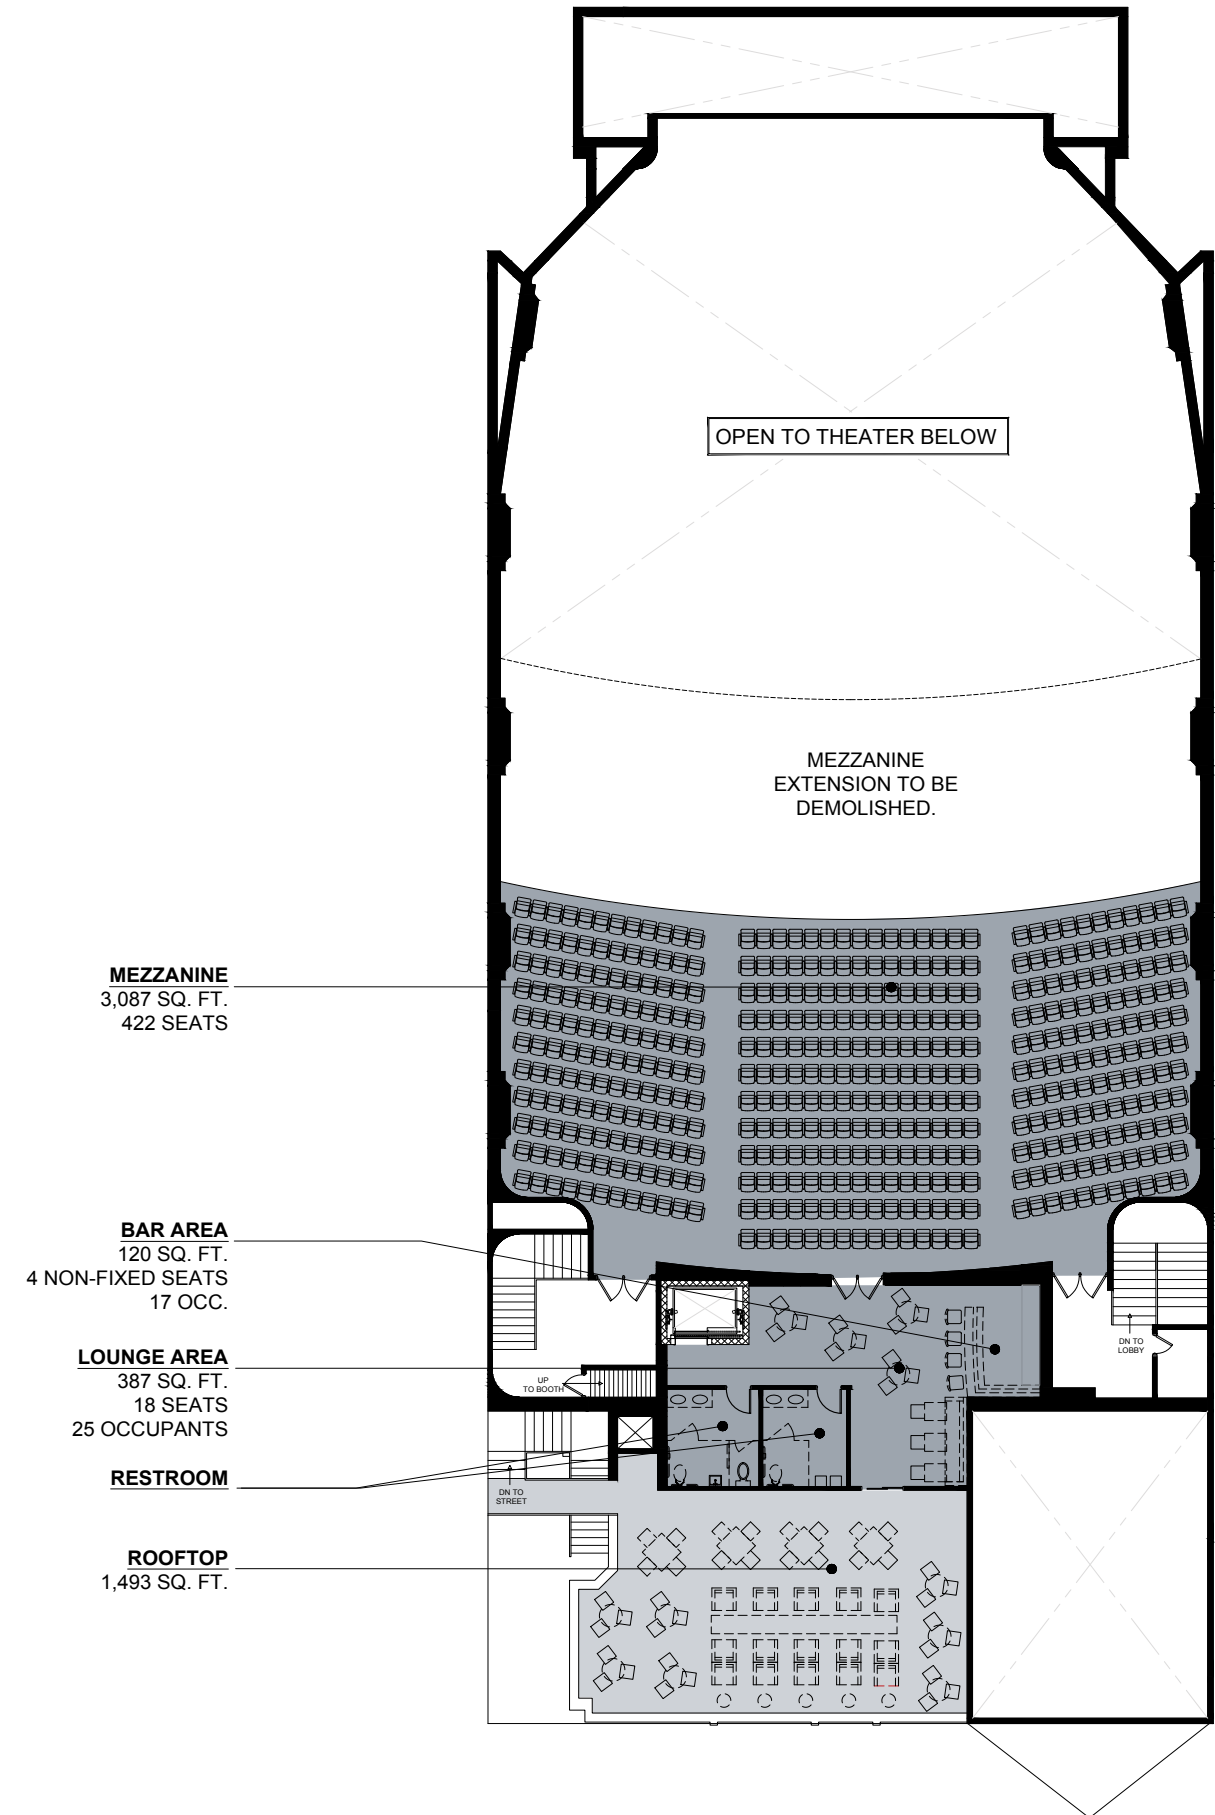 OPEN TO THEATER BELOW
MEZZANINE
EXTENSION TO BE
DEMOLISHED.
MEZZANINE
3,087 SQ. FT.
422 SEATS
BAR AREA
120 SQ. FT.
4 NON-FIXED SEATS
17 OCC.
DN TO
LOBBY
LOUNGE AREA
387 SQ. FT.
18 SEATS
25 OCCUPANTS
UP
TO BOOTH
RESTROOM
DN TO
STREET
ROOFTOP
1,493 SQ. FT.